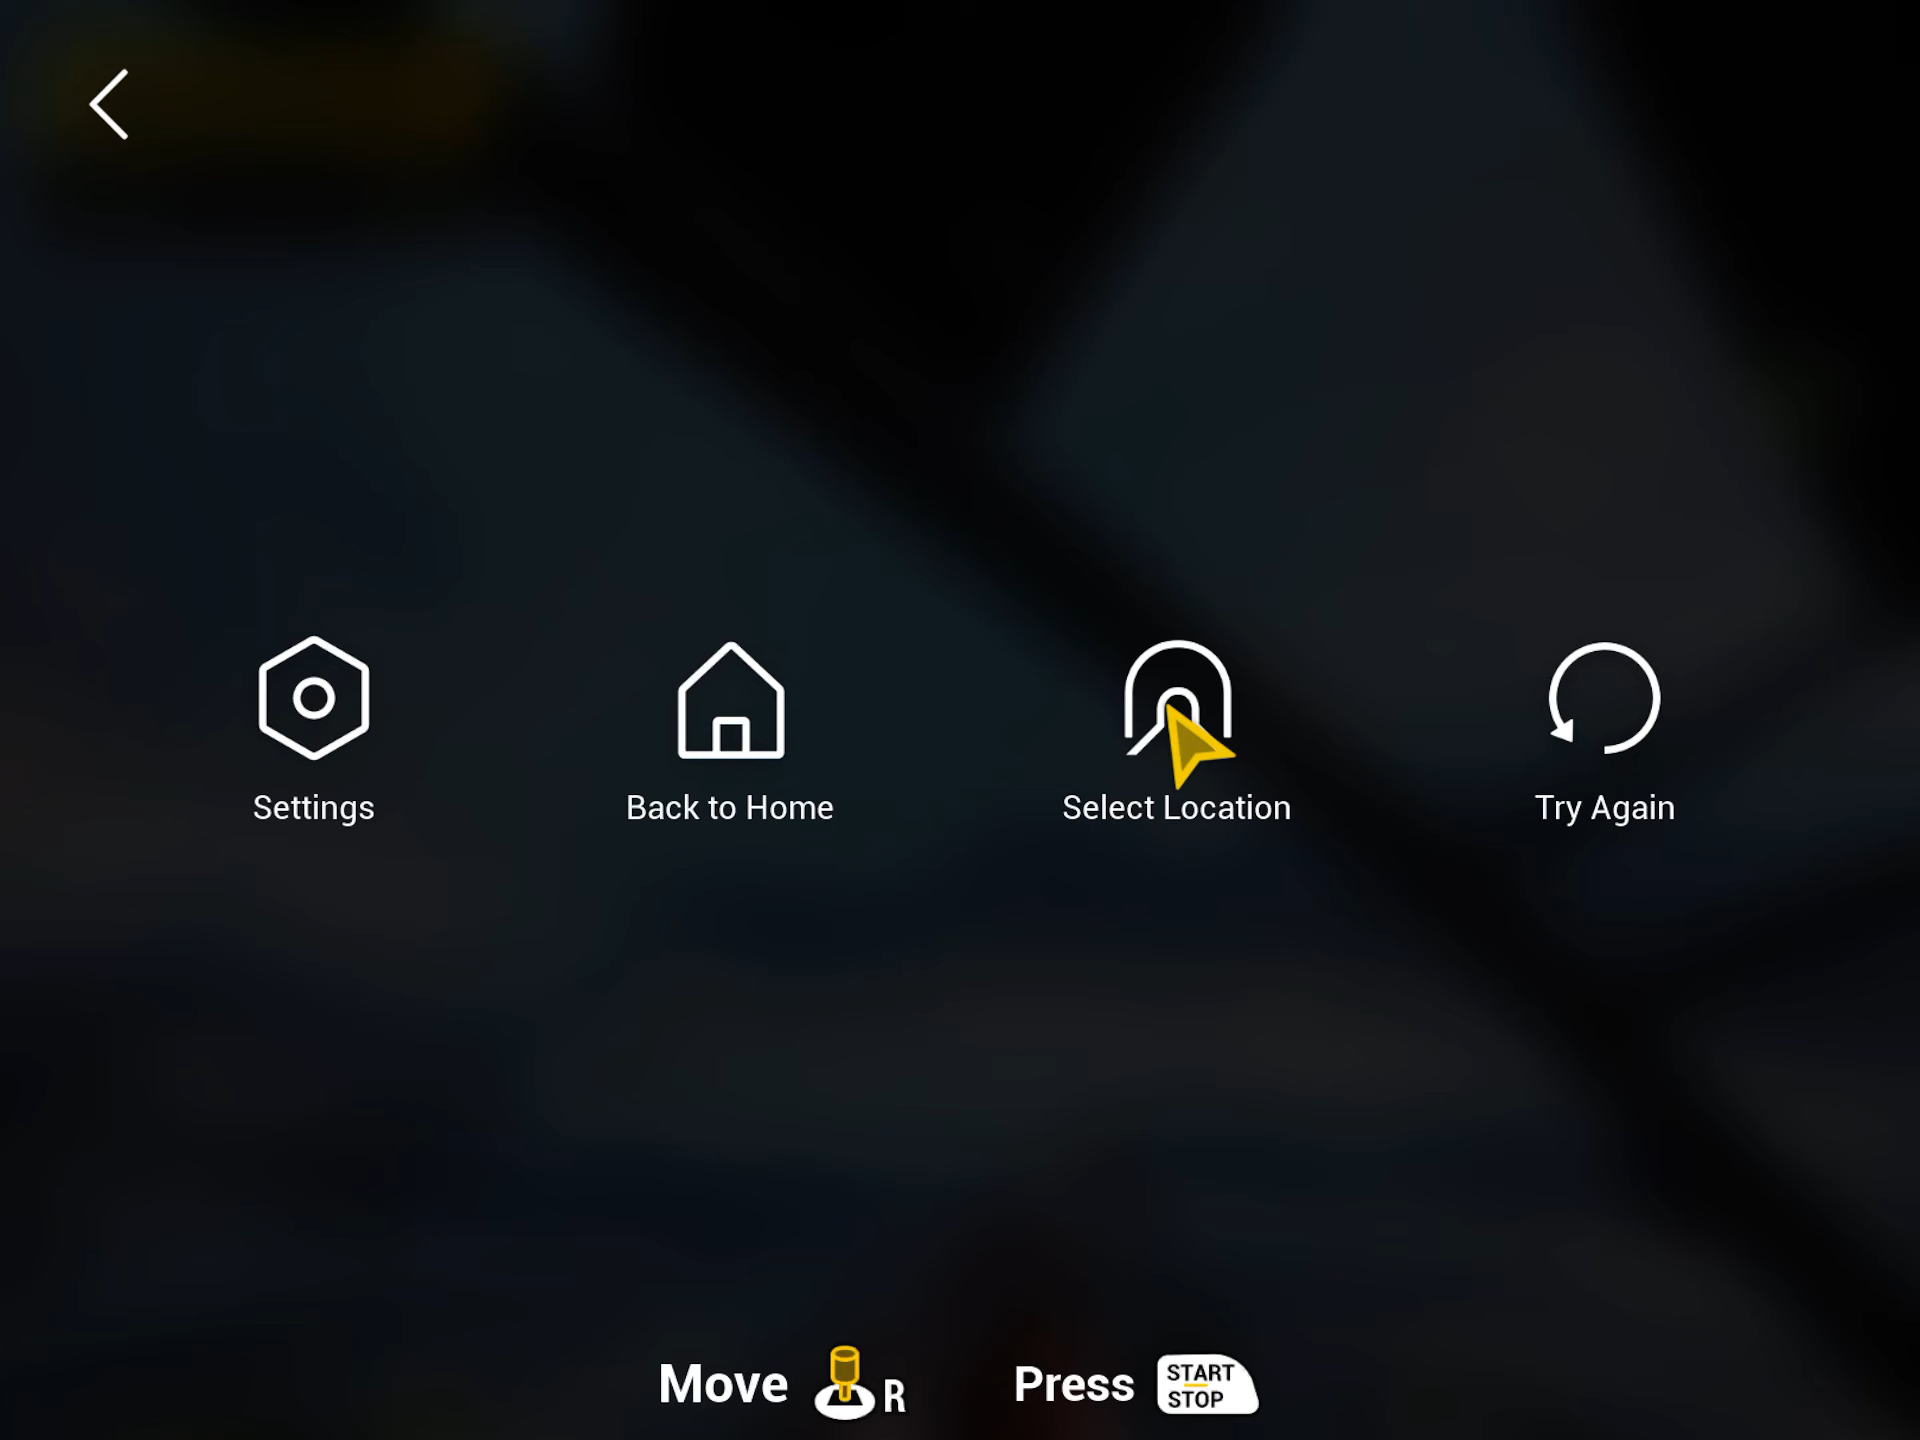 Settings
Back to Home
Select Location
Try Again
Move R
Press START STOP